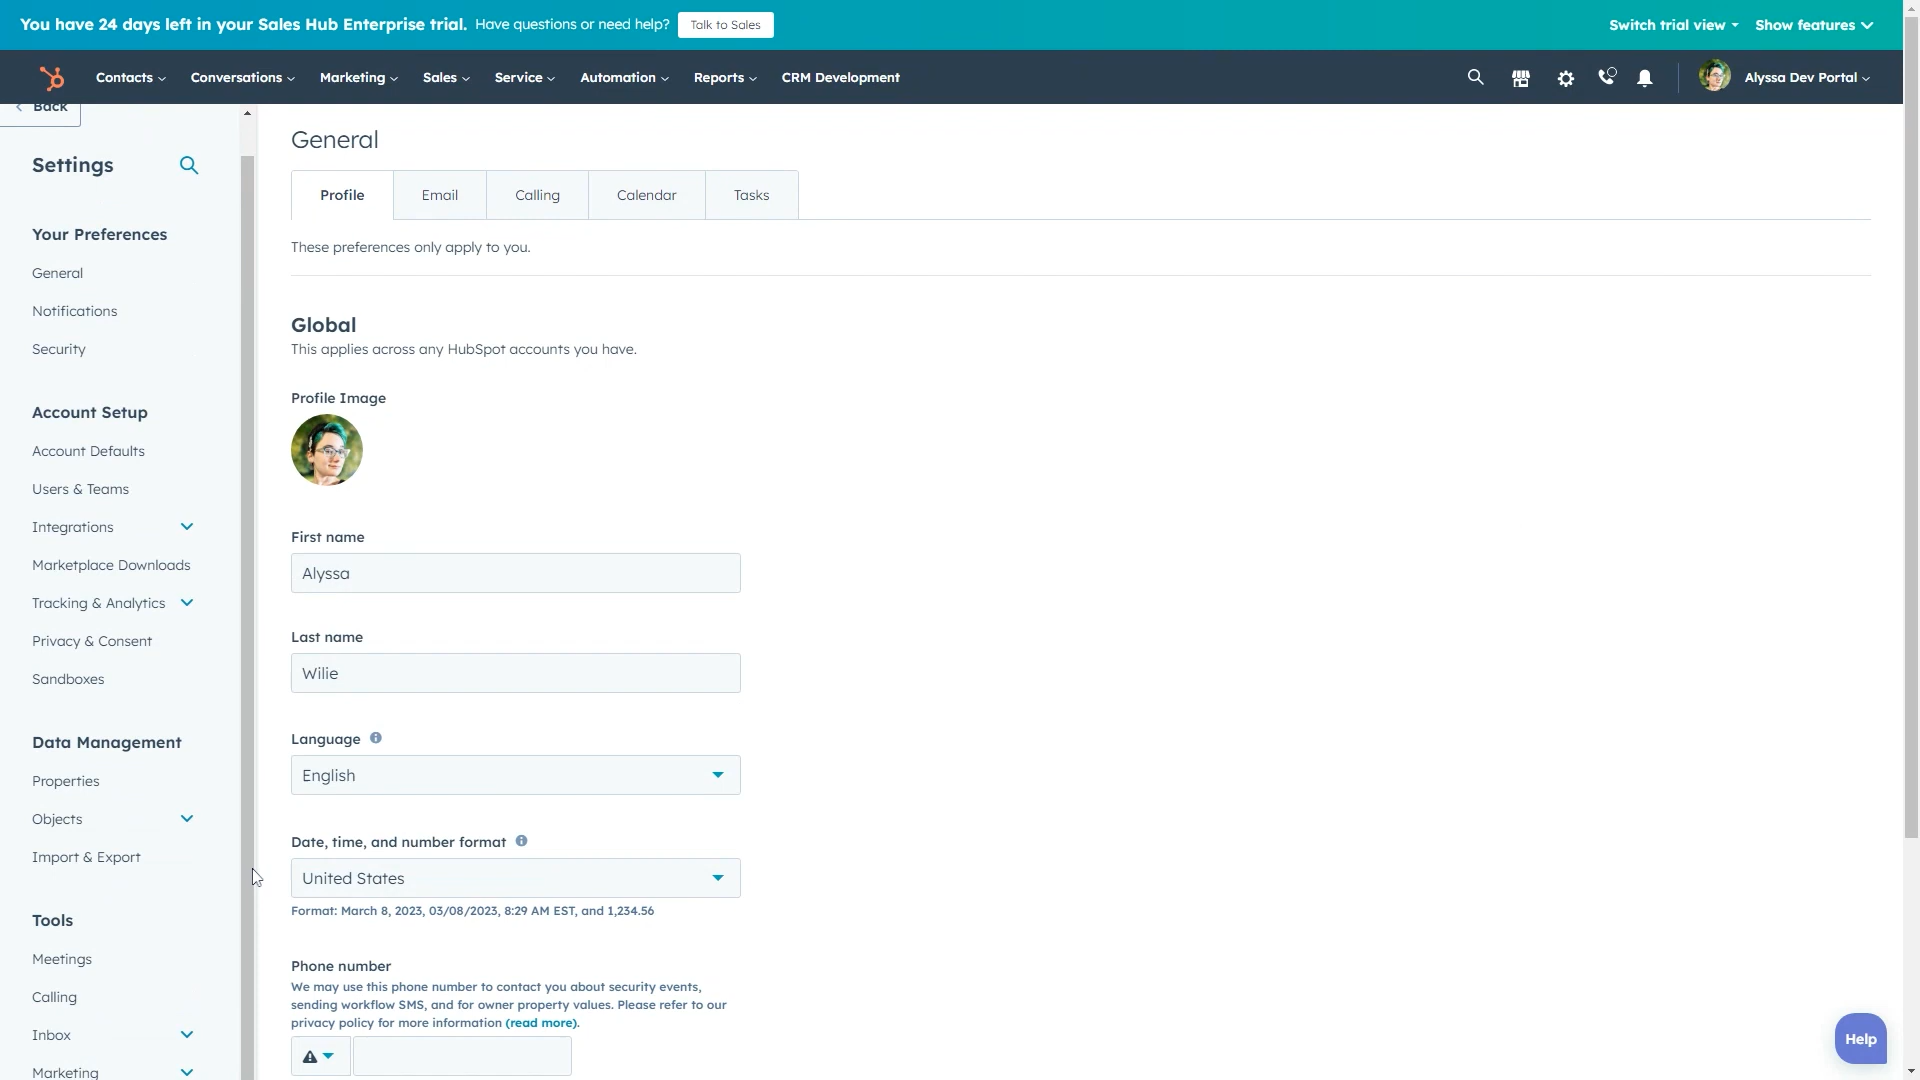 You have 24 days left in your Sales Hub Enterprise trial. Have questions or need help? Talk to Sales Switch trial view Show features
Contacts Conversations Marketing Sales Service Automation Reports CRM Development Alyssa Dev Portal
Back
Settings
Your Preferences
General
Notifications
Security
Account Setup
Account Defaults
Users & Teams
Integrations
Marketplace Downloads
Tracking & Analytics
Privacy & Consent
Sandboxes
Data Management
Properties
Objects
Import & Export
Tools
Meetings
Calling
Inbox
Marketing
General
Profile Email Calling Calendar Tasks
These preferences only apply to you.
Global
This applies across any HubSpot accounts you have.
Profile Image
First name
Alyssa
Last name
Wilie
Language
English
Date, time, and number format
United States
Format: March 8, 2023, 03/08/2023, 8:29 AM EST, and 1,234.56
Phone number
We may use this phone number to contact you about security events,
sending workflow SMS, and for owner property values. Please refer to our
privacy policy for more information (read more).
Help